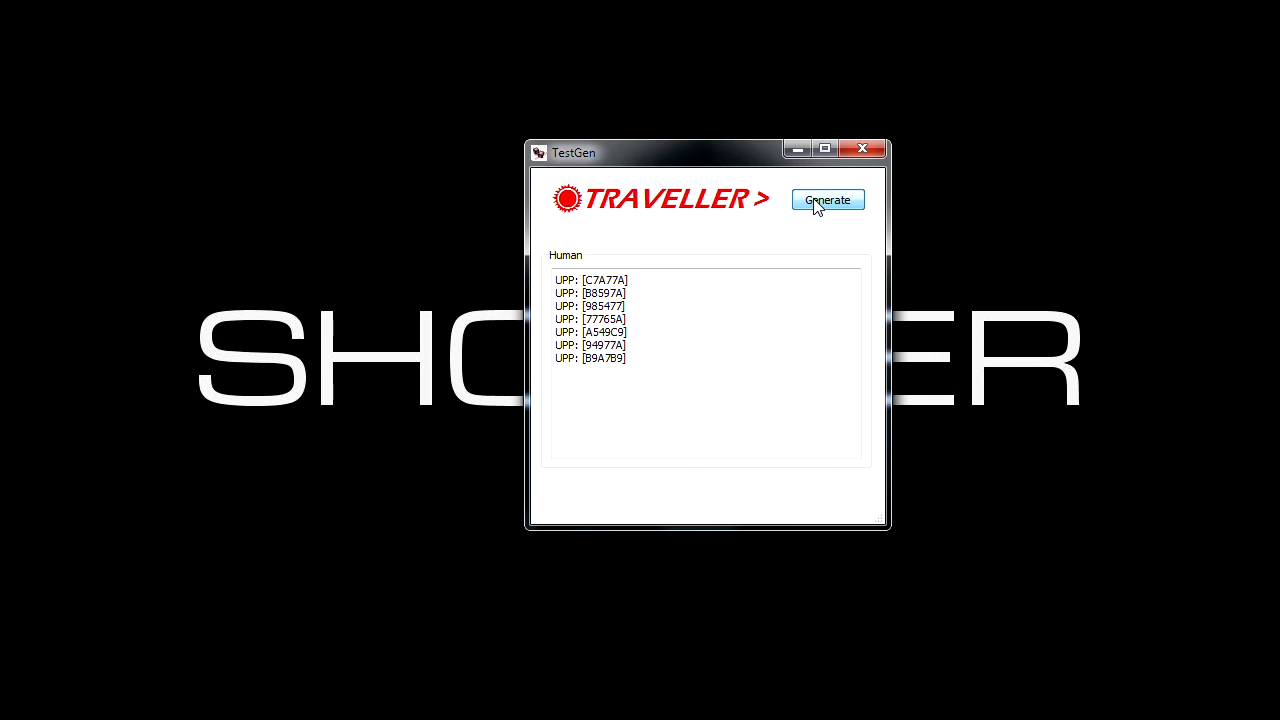 TestGen
TRAVELLER >
Generate
Human
UPP: [C7A77A]
UPP: [B8597A]
UPP: [985477]
UPP: [77765A]
UPP: [A549C9]
UPP: [94977A]
UPP: [B9A7B9]
SH ER